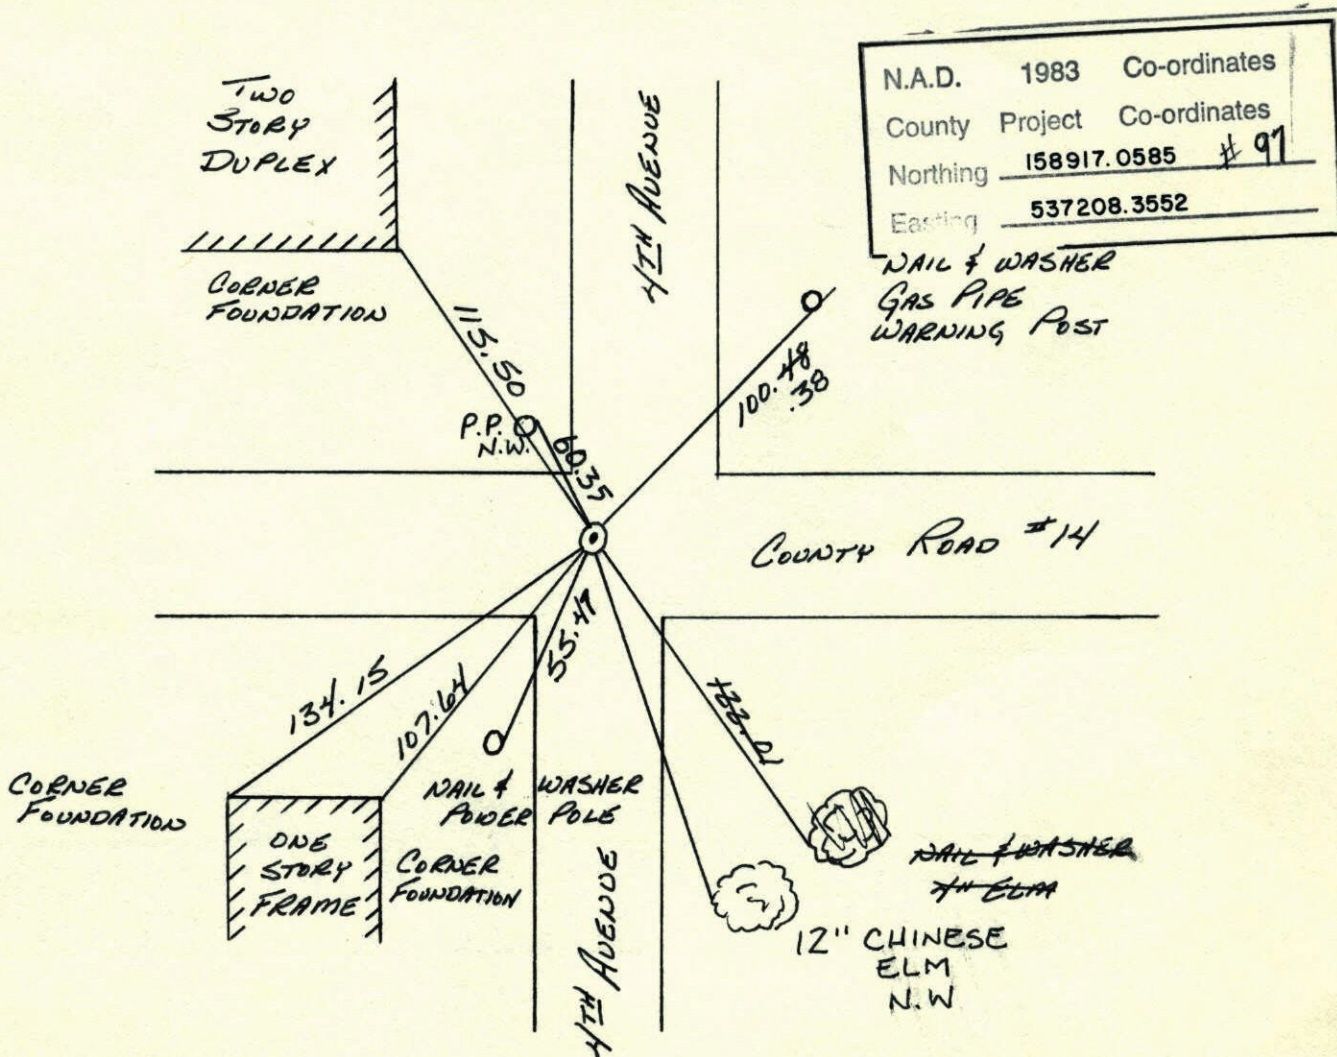 N.A.D. 1983 Co-ordinates
County Project Co-ordinates
Northing 158917.0585 # 97
Easting 537208.3552
TWO
STORY
DUPLEX
4TH AVENUE
CORNER
FOUNDATION
NAIL & WASHER
GAS PIPE
WARNING POST
115.50
100.48
.38
P.P.
N.W.
60.35
COUNTY ROAD #14
55.49
134.15
107.64
CORNER
FOUNDATION
NAIL & WASHER
POWER POLE
ONE
STORY
FRAME
CORNER
FOUNDATION
NAIL & WASHER
4TH AVENUE
12" CHINESE
ELM
N.W